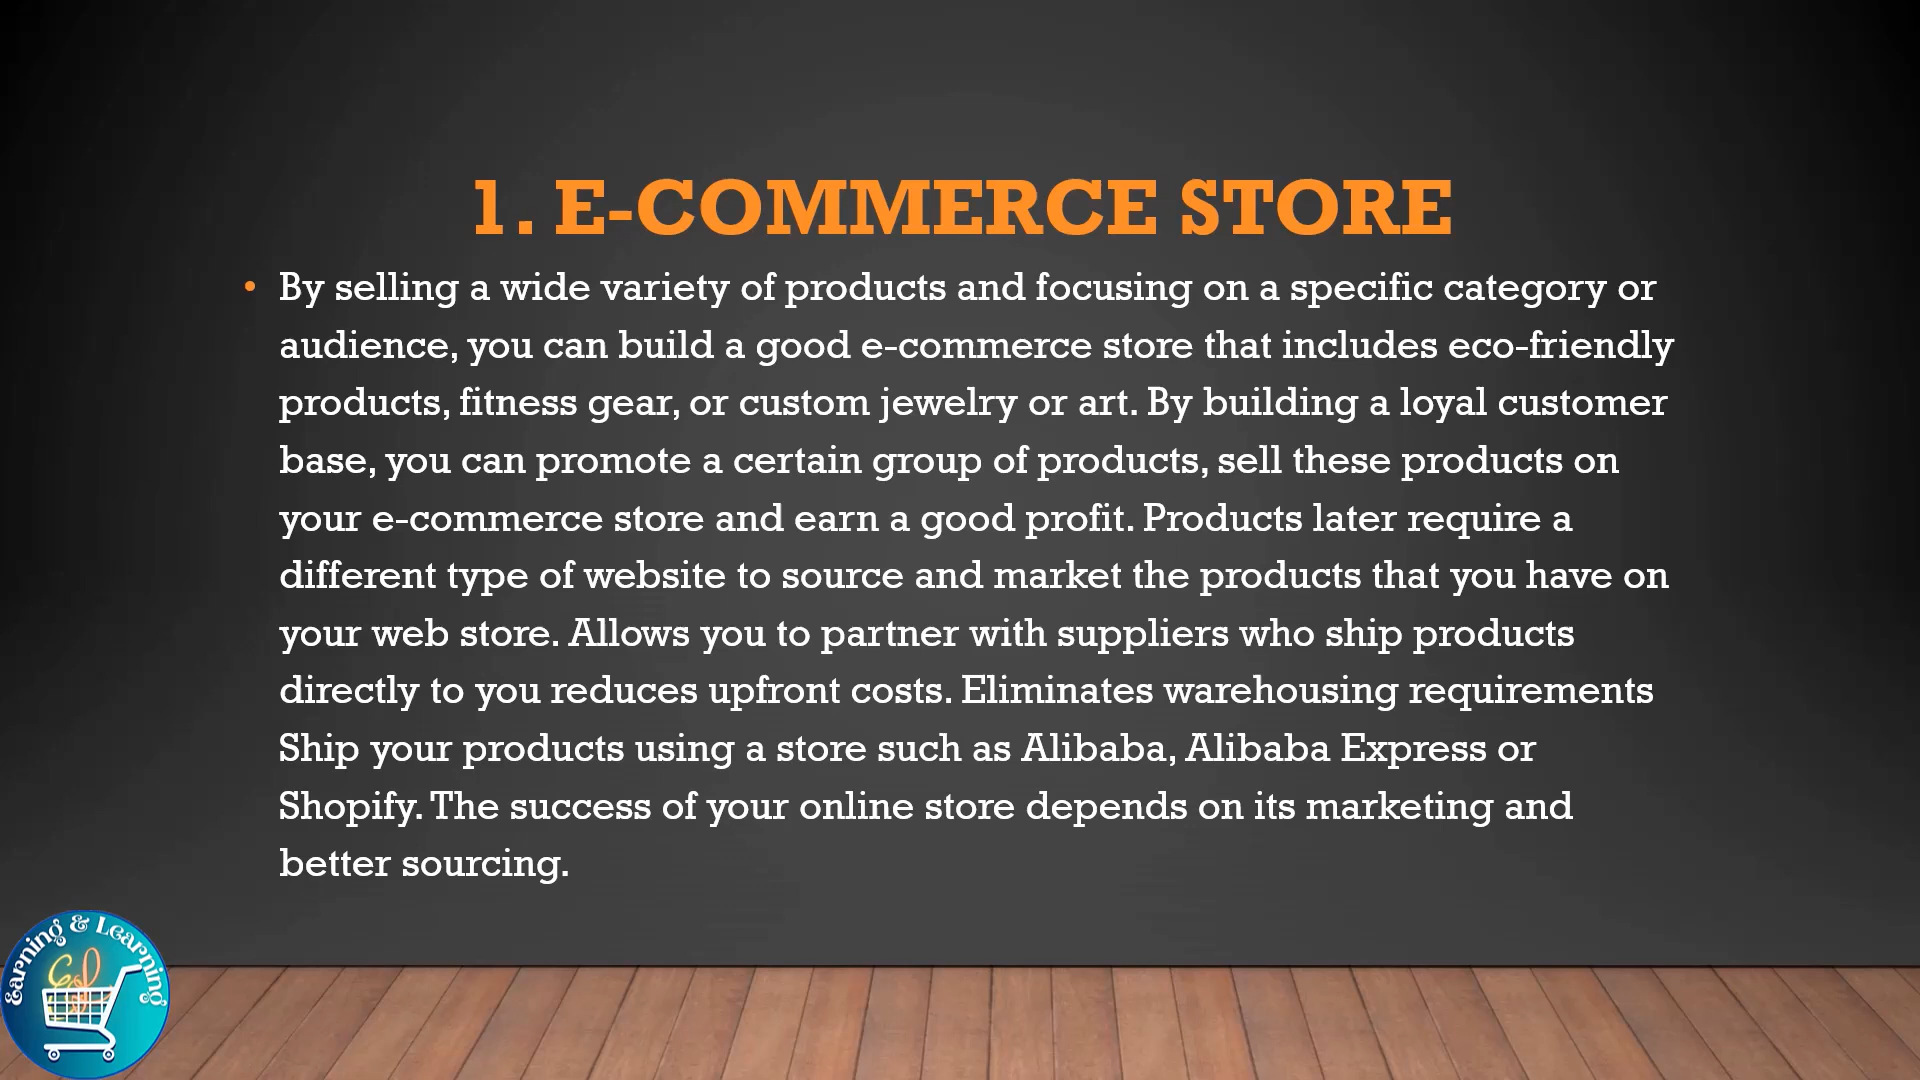 1. E-COMMERCE STORE
• By selling a wide variety of products and focusing on a specific category or
audience, you can build a good e-commerce store that includes eco-friendly
products, fitness gear, or custom jewelry or art. By building a loyal customer
base, you can promote a certain group of products, sell these products on
your e-commerce store and earn a good profit. Products later require a
different type of website to source and market the products that you have on
your web store. Allows you to partner with suppliers who ship products
directly to you reduces upfront costs. Eliminates warehousing requirements
Ship your products using a store such as Alibaba, Alibaba Express or
Shopify. The success of your online store depends on its marketing and
better sourcing.
Earning & Learning